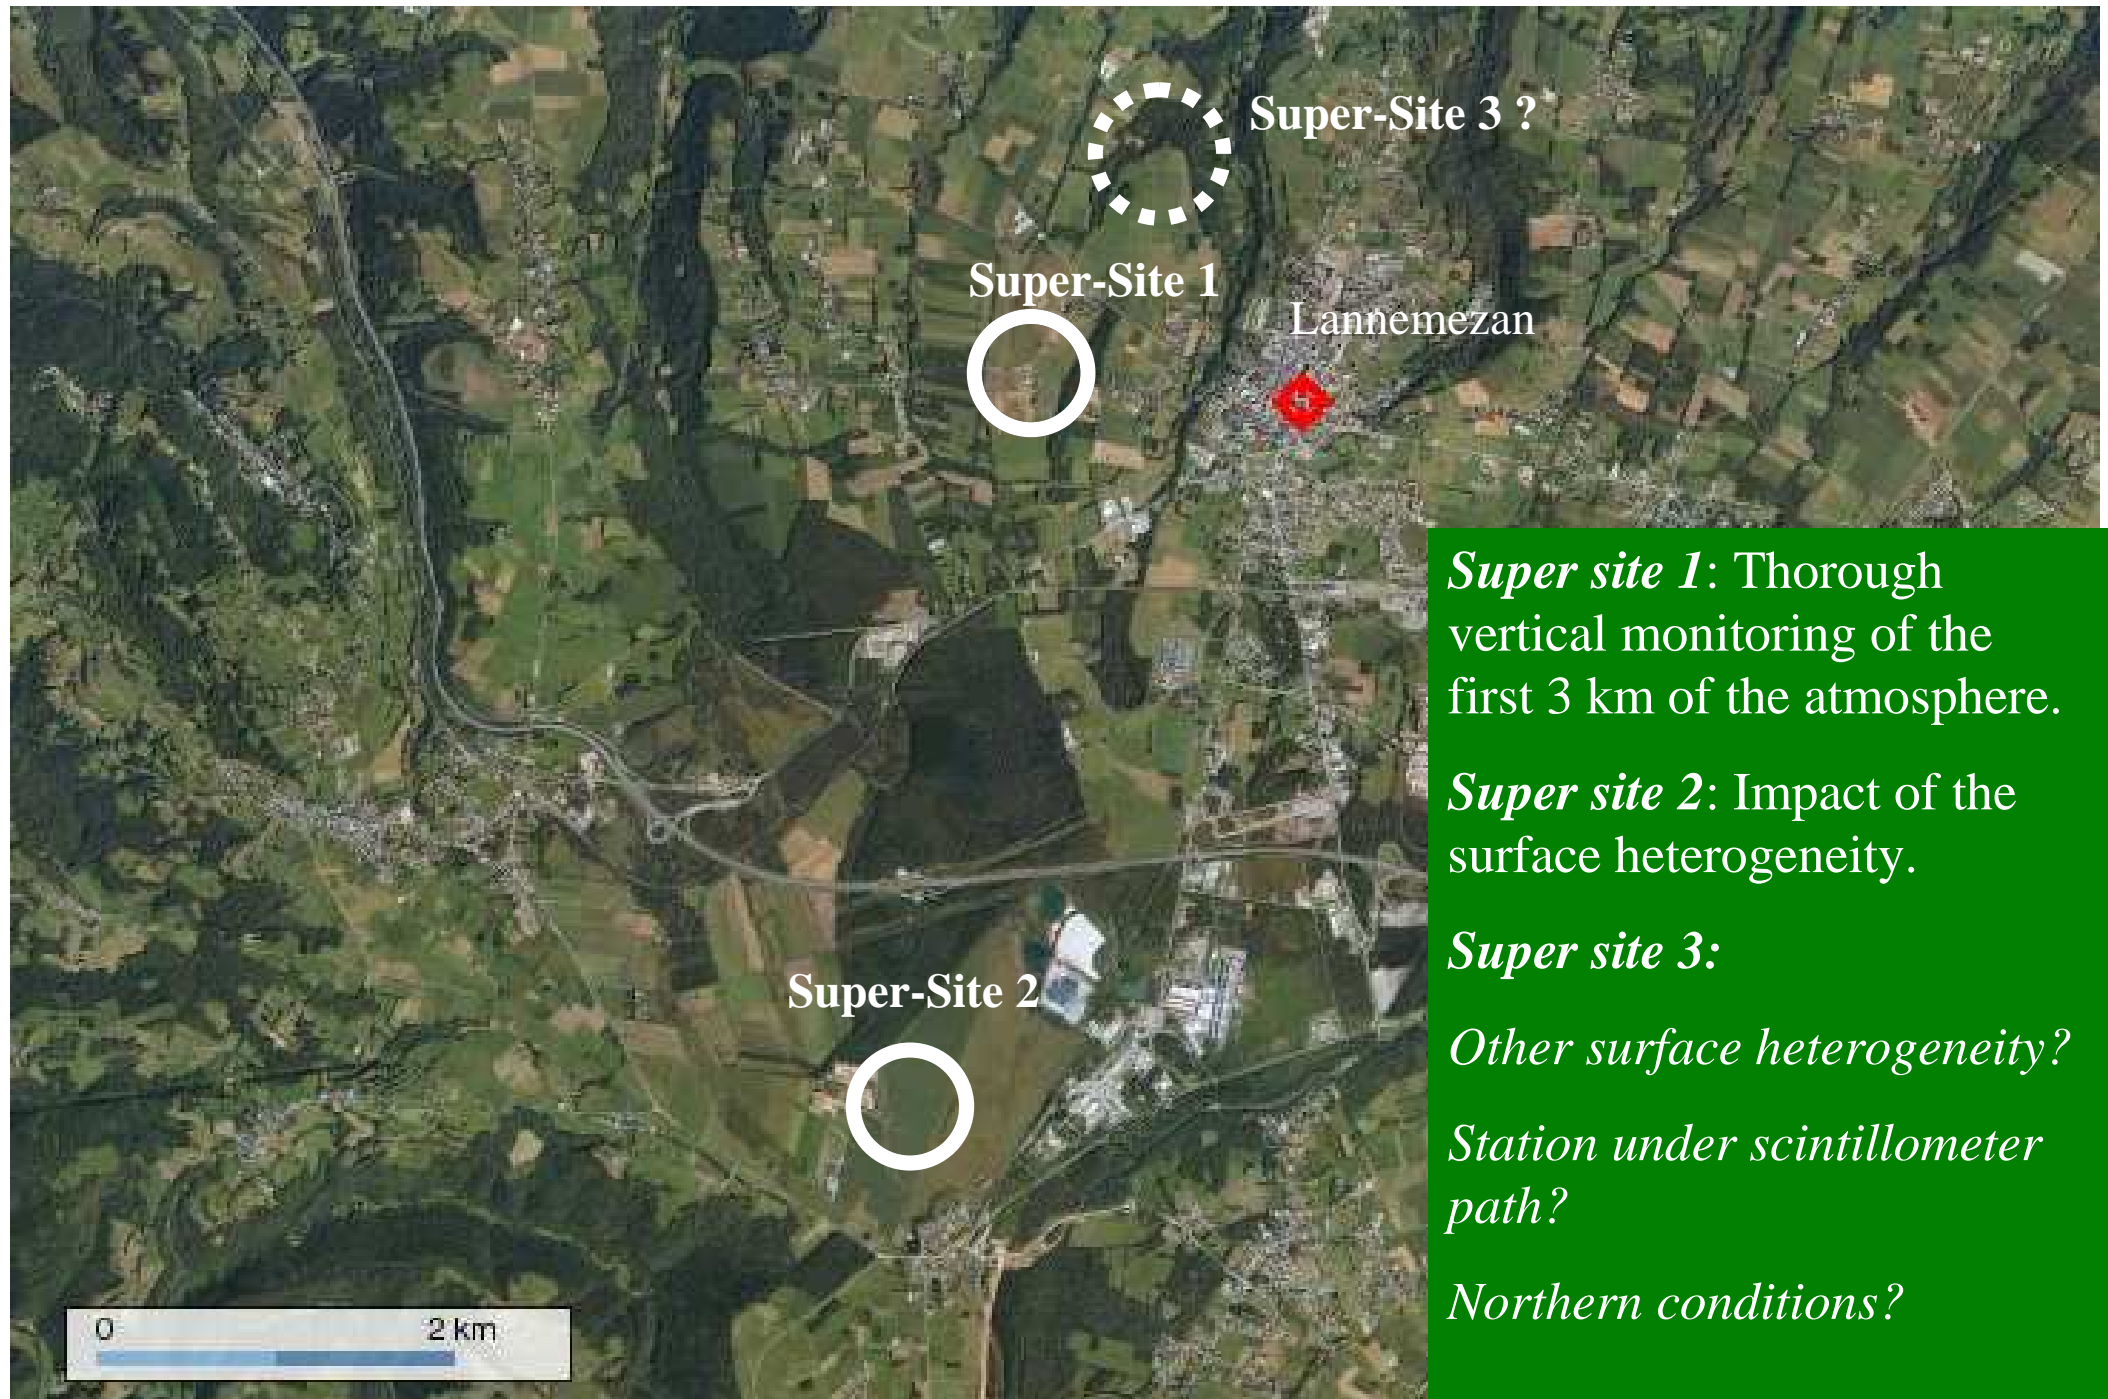 Super-Site 3 ?
Super-Site 1
Lannemezan
Super-Site 2
0 2 km
Super site 1: Thorough
vertical monitoring of the
first 3 km of the atmosphere.
Super site 2: Impact of the
surface heterogeneity.
Super site 3:
Other surface heterogeneity?
Station under scintillometer
path?
Northern conditions?